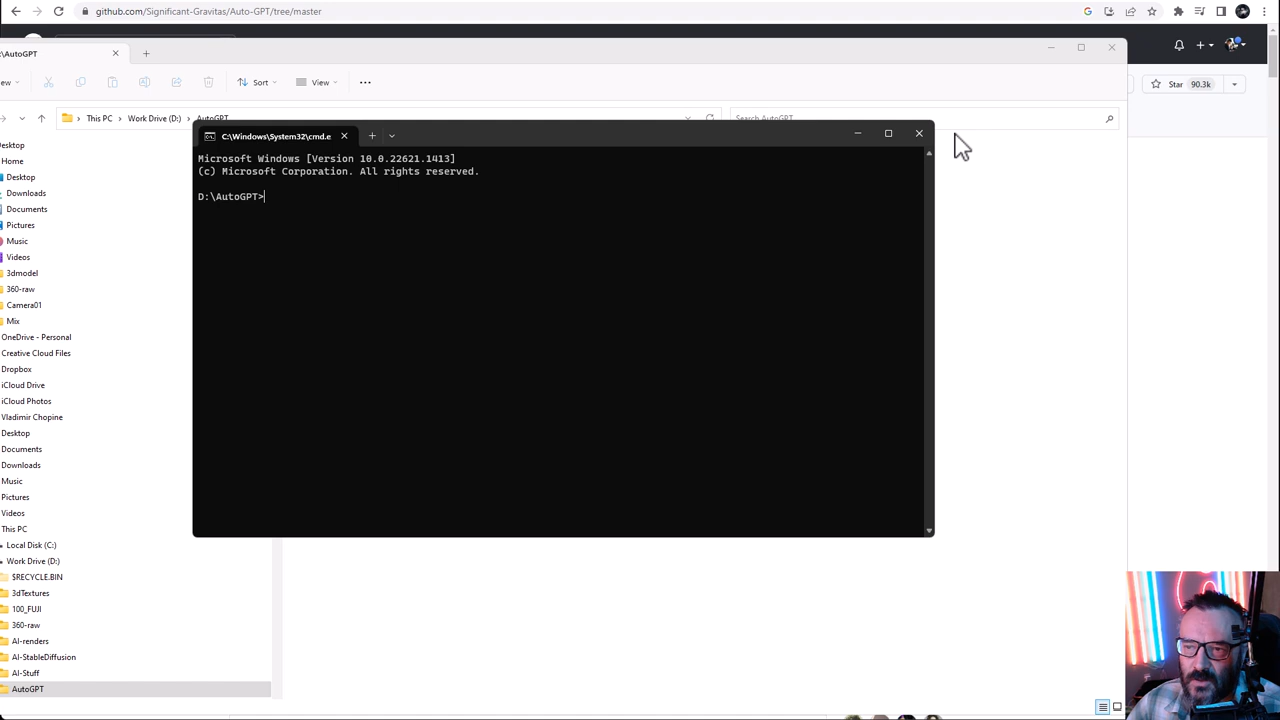 github.com/Significant-Gravitas/Auto-GPT/tree/master
:\AutoGPT
Star 90.3k
ew
Sort
View
This PC
Work Drive (D:)
AutoGPT
Search AutoGPT
C:\Windows\System32\cmd.e
Microsoft Windows [Version 10.0.22621.1413]
(c) Microsoft Corporation. All rights reserved.
D:\AutoGPT>
Desktop
Home
Desktop
Downloads
Documents
Pictures
Music
Videos
3dmodel
360-raw
Camera01
Mix
OneDrive - Personal
Creative Cloud Files
Dropbox
iCloud Drive
iCloud Photos
Vladimir Chopine
Desktop
Documents
Downloads
Music
Pictures
Videos
This PC
Local Disk (C:)
Work Drive (D:)
$RECYCLE.BIN
3dTextures
100_FUJI
360-raw
AI-renders
AI-StableDiffusion
AI-Stuff
AutoGPT